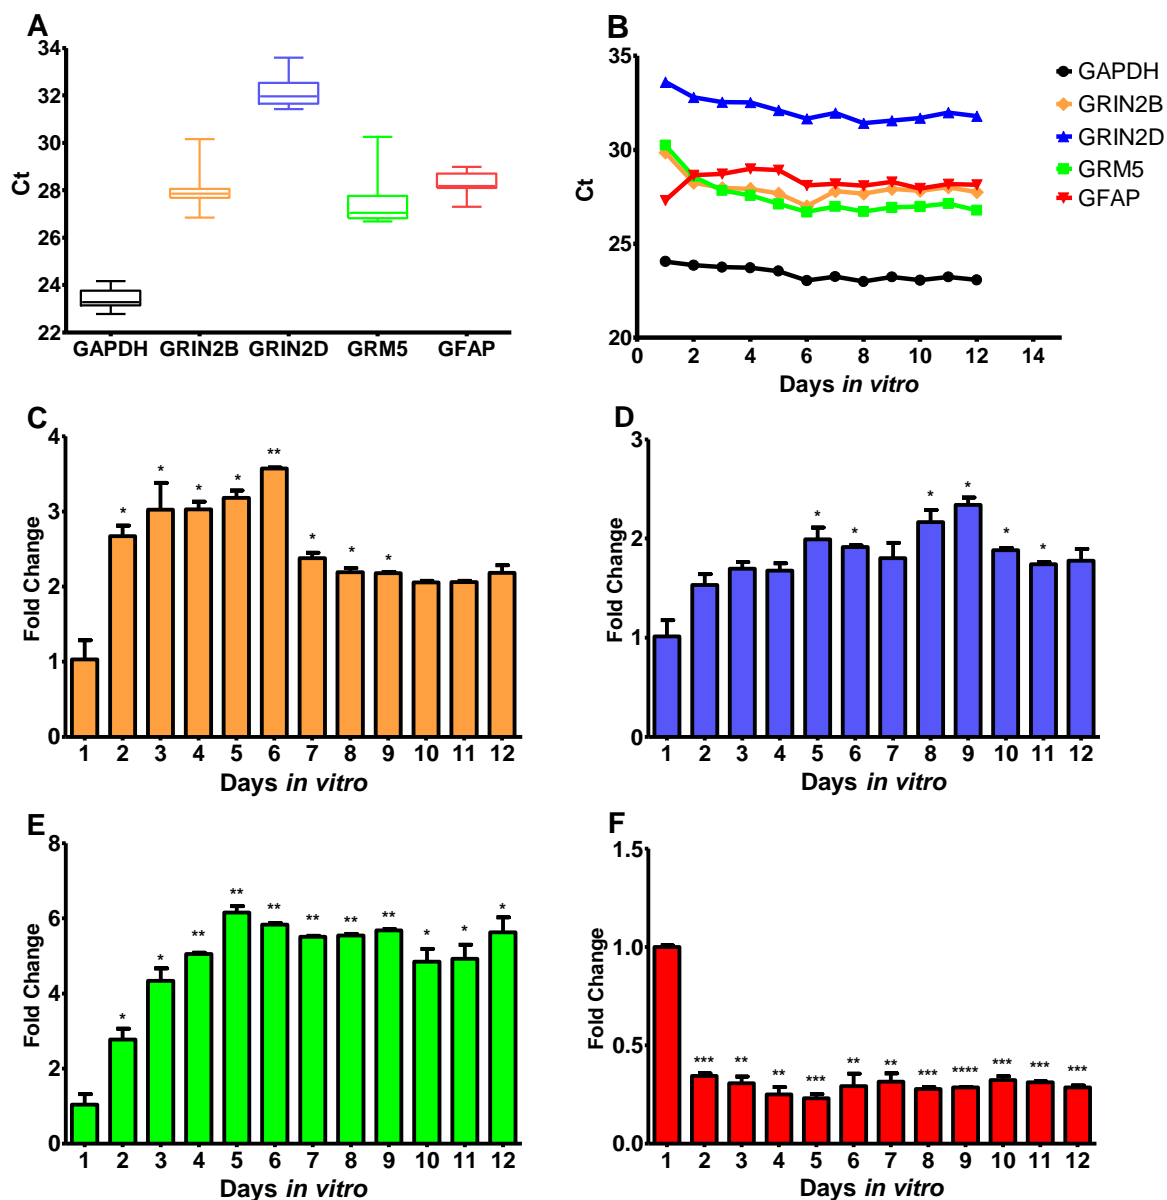 A
34
32
30
28
26
24
22
Ct
GAPDH GRIN2B GRIN2D GRM5 GFAP
B
35
30
25
20
Ct
0 2 4 6 8 10 12 14
Days in vitro
GAPDH
GRIN2B
GRIN2D
GRM5
GFAP
C
4
3
2
1
0
Fold Change
* * * * ** * * *
1 2 3 4 5 6 7 8 9 10 11 12
Days in vitro
D
3
2
1
0
Fold Change
* * * * * *
1 2 3 4 5 6 7 8 9 10 11 12
Days in vitro
E
8
6
4
2
0
Fold Change
* * ** ** ** ** ** ** * * *
1 2 3 4 5 6 7 8 9 10 11 12
Days in vitro
F
1.5
1.0
0.5
0.0
Fold Change
*** ** ** *** ** ** *** **** *** *** ***
1 2 3 4 5 6 7 8 9 10 11 12
Days in vitro